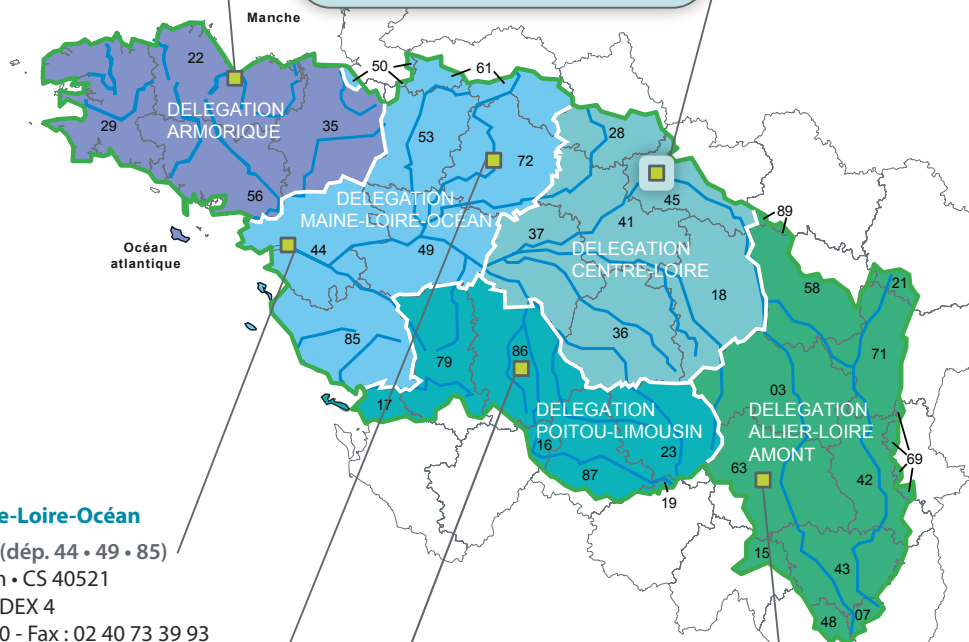 Manche
50
61
22
DELEGATION
ARMORIQUE
29
35
56
53
72
28
45
DELEGATION
MAINE-LOIRE-OCÉAN
41
89
37
Océan
atlantique
44
49
DELEGATION
CENTRE-LOIRE
58
21
18
85
36
71
79
86
03
17
DELEGATION
POITOU-LIMOUSIN
DELEGATION
ALLIER-LOIRE
AMONT
16
23
69
87
63
42
19
e-Loire-Océan
(dép. 44 • 49 • 85)
15
n • CS 40521
43
DEX 4
07
48
0 - Fax : 02 40 73 39 93